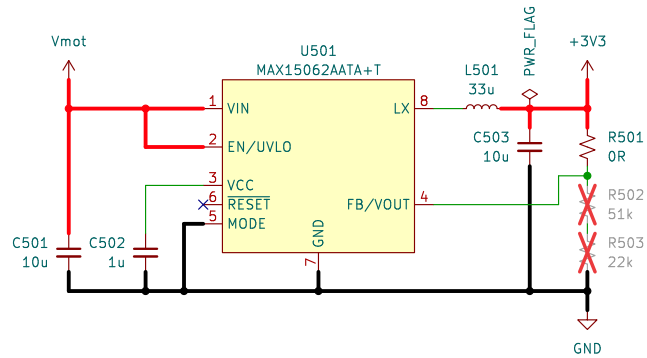 Vmot
U501
MAX15062AATA+T
PWR_FLAG
+3V3
L501
33u
1 VIN
LX 8
2 EN/UVLO
C503
10u
R501
0R
3 VCC
6 RESET
5 MODE
FB/VOUT 4
GND
7
R502
51k
R503
22k
C501
10u
C502
1u
GND